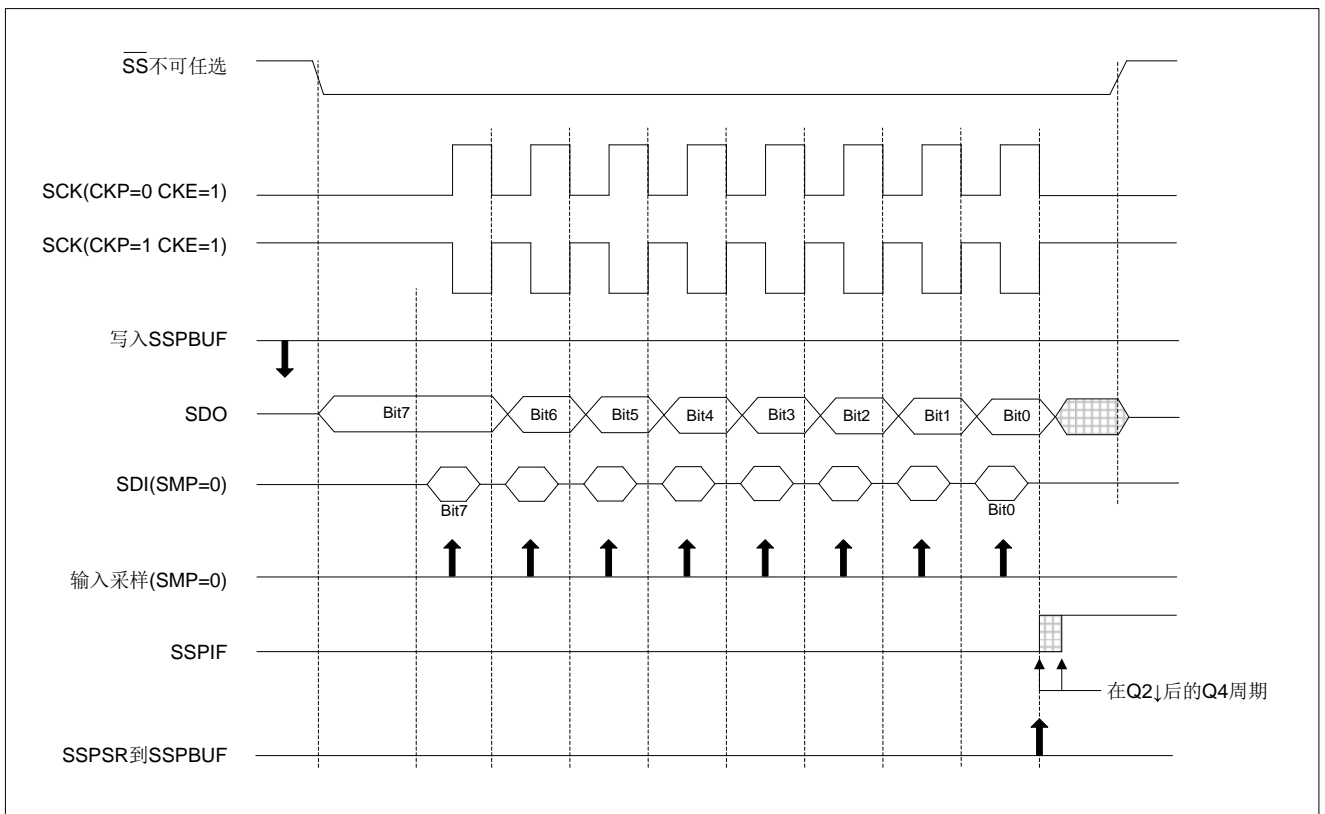 SS不可任选
SCK(CKP=0 CKE=1)
SCK(CKP=1 CKE=1)
写入SSPBUF
SDO
Bit7
Bit6
Bit5
Bit4
Bit3
Bit2
Bit1
Bit0
SDI(SMP=0)
Bit7
Bit0
输入采样(SMP=0)
SSPIF
在Q2↓后的Q4周期
SSPSR到SSPBUF